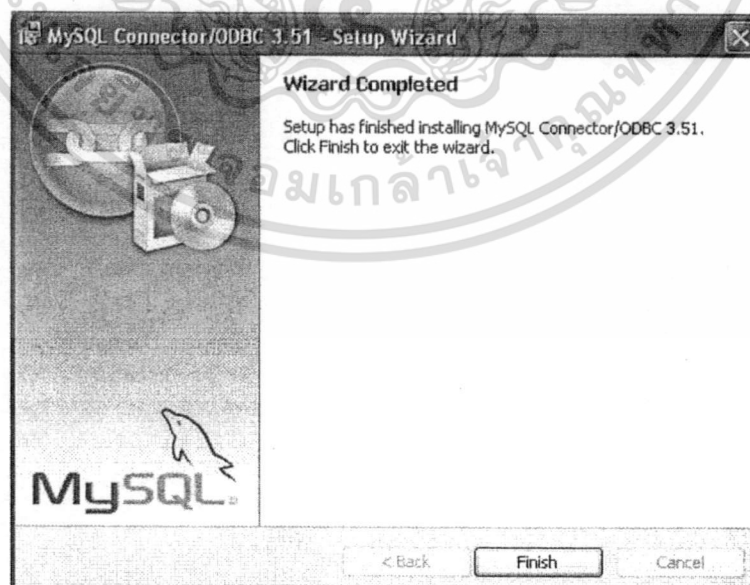 MySQL Connector/ODBC 3.51 - Setup Wizard
Wizard Completed
Setup has finished installing MySQL Connector/ODBC 3.51.
Click Finish to exit the wizard.
MySQL
< Back
Finish
Cancel